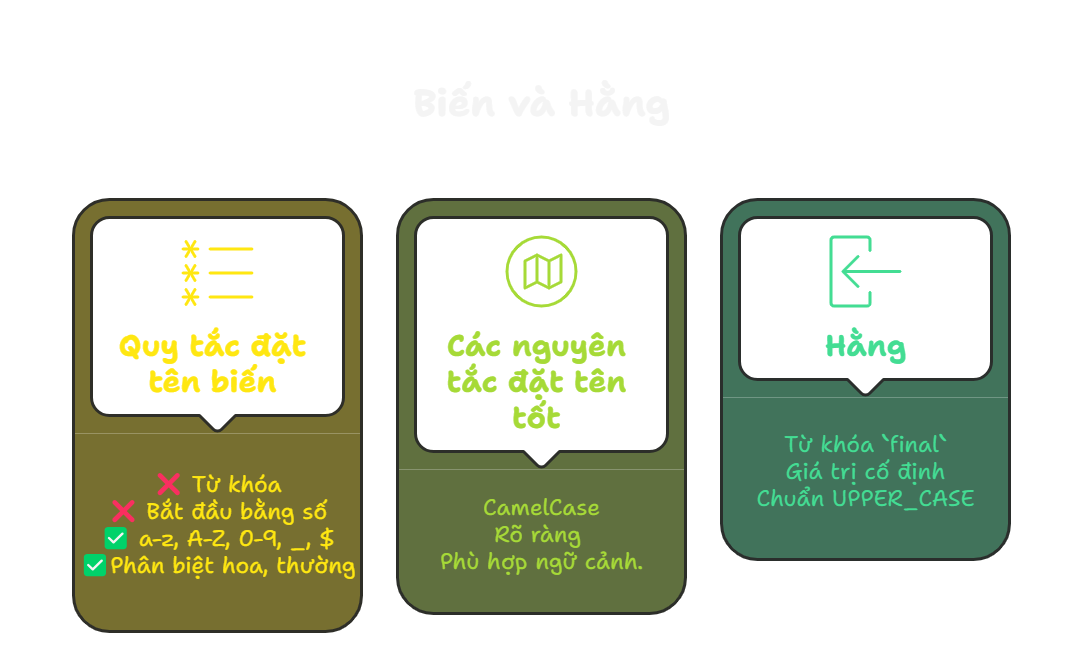 Biến và Hằng
Quy tắc đặt
tên biến
❌ Từ khóa
❌ Bắt đầu bằng số
✅ a-z, A-Z, 0-9, _, $
✅ Phân biệt hoa, thường
Các nguyên
tắc đặt tên
tốt
CamelCase
Rõ ràng
Phù hợp ngữ cảnh.
Hằng
Từ khóa `final`
Giá trị cố định
Chuẩn UPPER_CASE